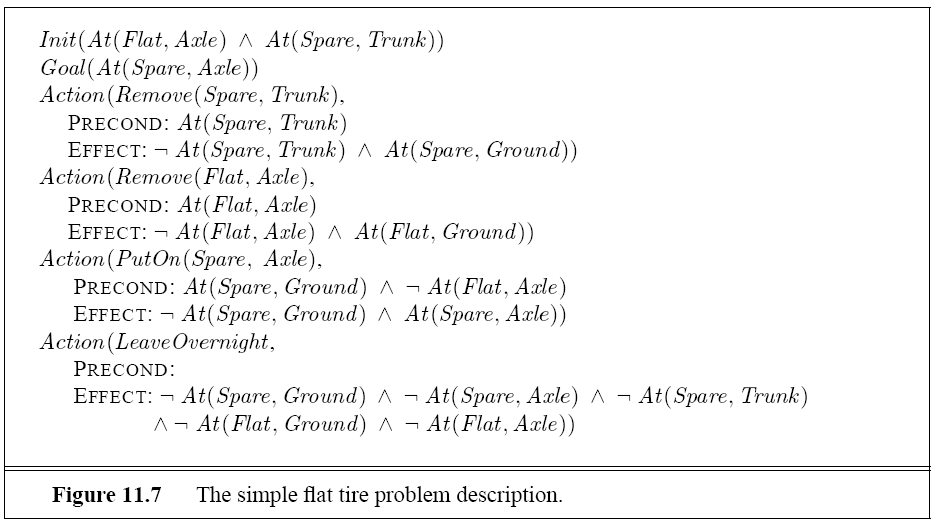 Init(At(Flat, Axle) ∧ At(Spare, Trunk))
Goal(At(Spare, Axle))
Action(Remove(Spare, Trunk),
PRECOND: At(Spare, Trunk)
EFFECT: ¬ At(Spare, Trunk) ∧ At(Spare, Ground))
Action(Remove(Flat, Axle),
PRECOND: At(Flat, Axle)
EFFECT: ¬ At(Flat, Axle) ∧ At(Flat, Ground))
Action(PutOn(Spare, Axle),
PRECOND: At(Spare, Ground) ∧ ¬ At(Flat, Axle)
EFFECT: ¬ At(Spare, Ground) ∧ At(Spare, Axle))
Action(LeaveOvernight,
PRECOND:
EFFECT: ¬ At(Spare, Ground) ∧ ¬ At(Spare, Axle) ∧ ¬ At(Spare, Trunk)
∧ ¬ At(Flat, Ground) ∧ ¬ At(Flat, Axle))
Figure 11.7 The simple flat tire problem description.